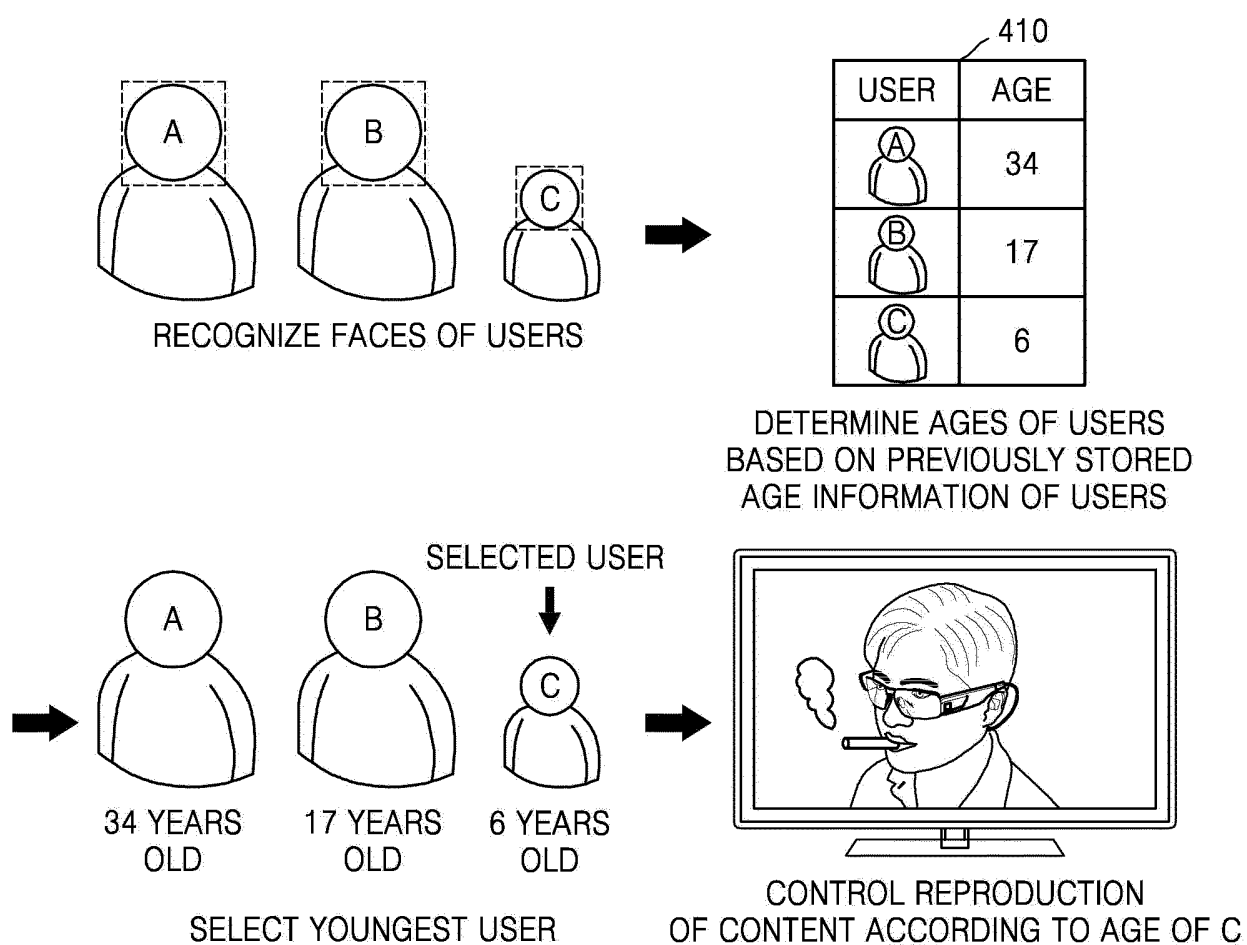 410
USER AGE
A 34
B 17
C 6
A B C
RECOGNIZE FACES OF USERS
DETERMINE AGES OF USERS
BASED ON PREVIOUSLY STORED
AGE INFORMATION OF USERS
SELECTED USER
A B C
34 YEARS
OLD
17 YEARS
OLD
6 YEARS
OLD
SELECT YOUNGEST USER
CONTROL REPRODUCTION
OF CONTENT ACCORDING TO AGE OF C